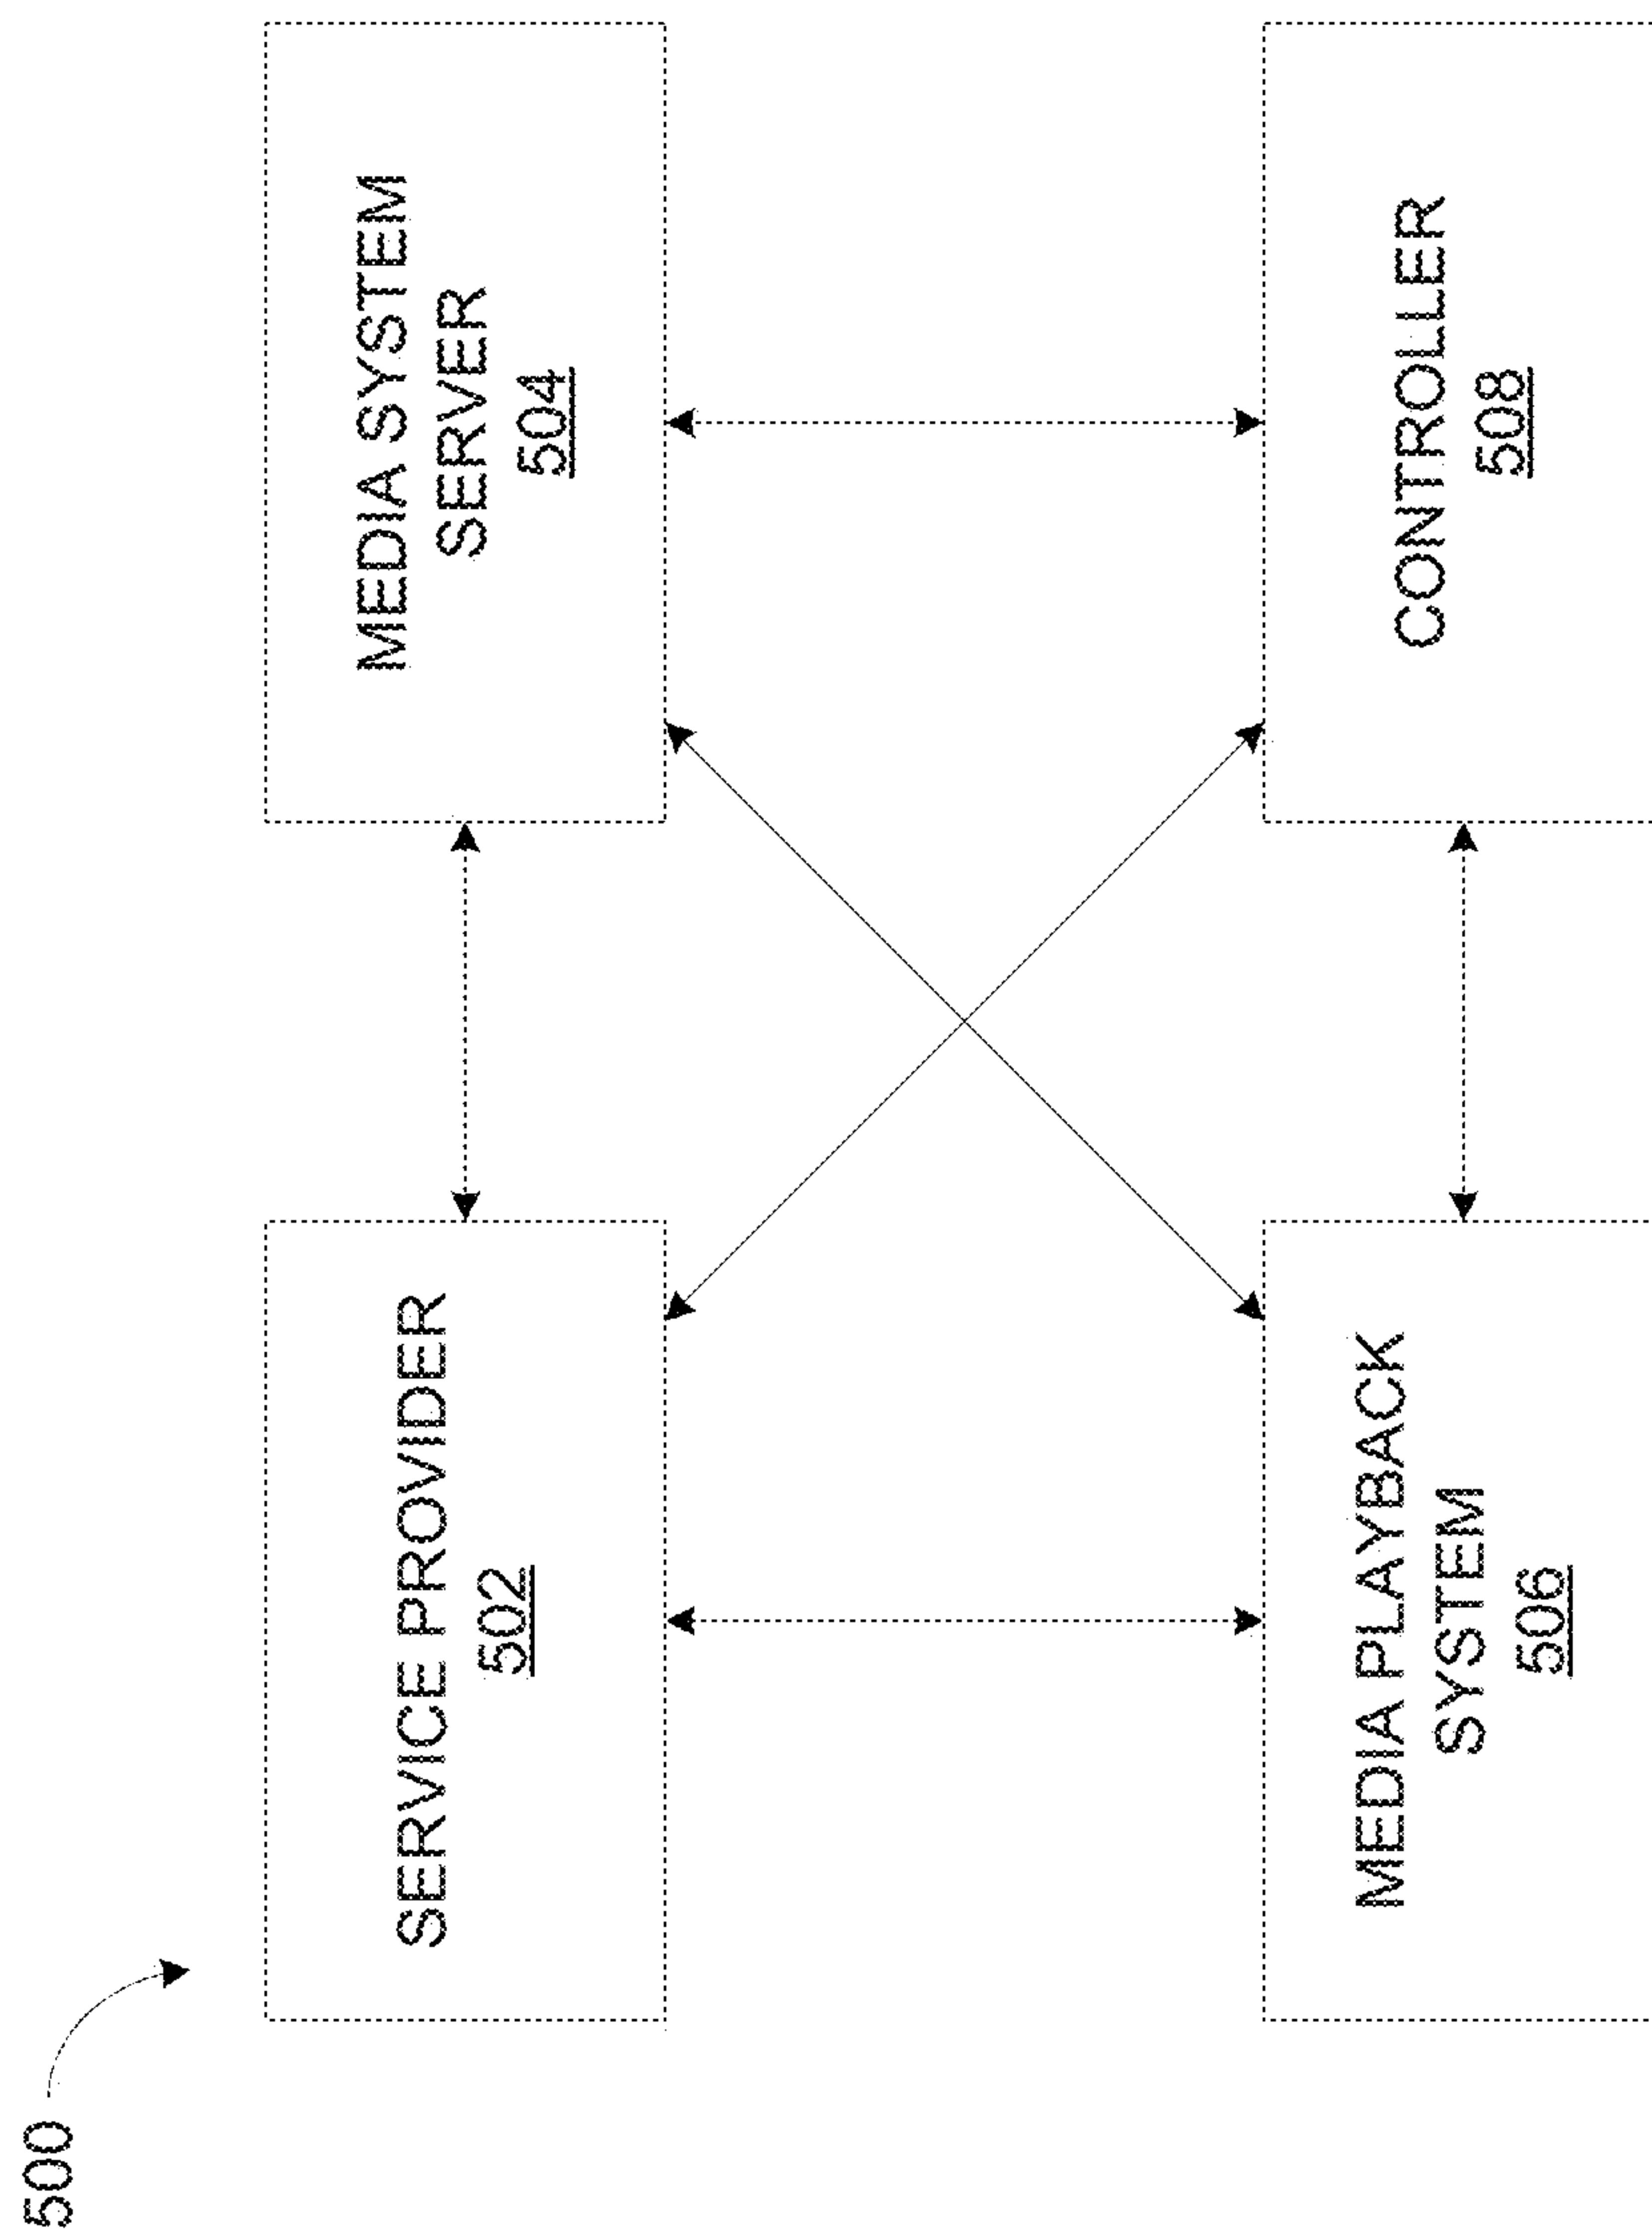 500
SERVICE PROVIDER
502
MEDIA SYSTEM
SERVER
504
MEDIA PLAYBACK
SYSTEM
506
CONTROLLER
508